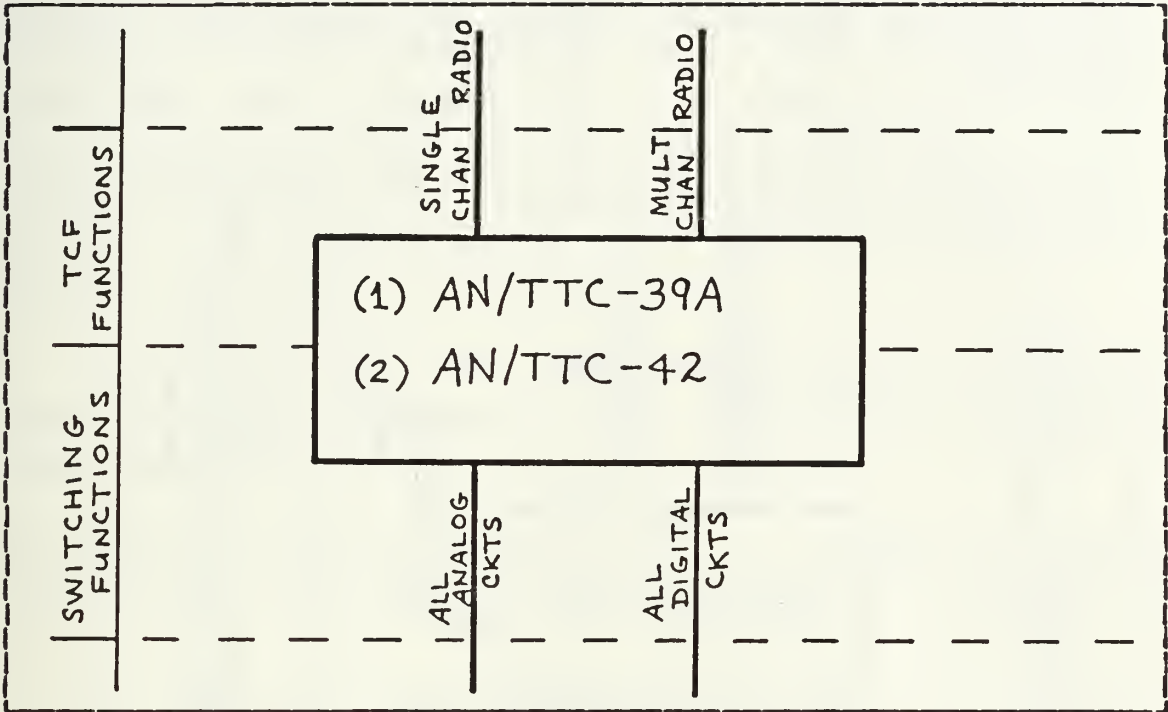 SINGLE
CHAN RADIO
MULT
CHAN RADIO
TCF
FUNCTIONS
(1) AN/TTC-39A
(2) AN/TTC-42
SWITCHING
FUNCTIONS
ALL
ANALOG
CKTS
ALL
DIGITAL
CKTS